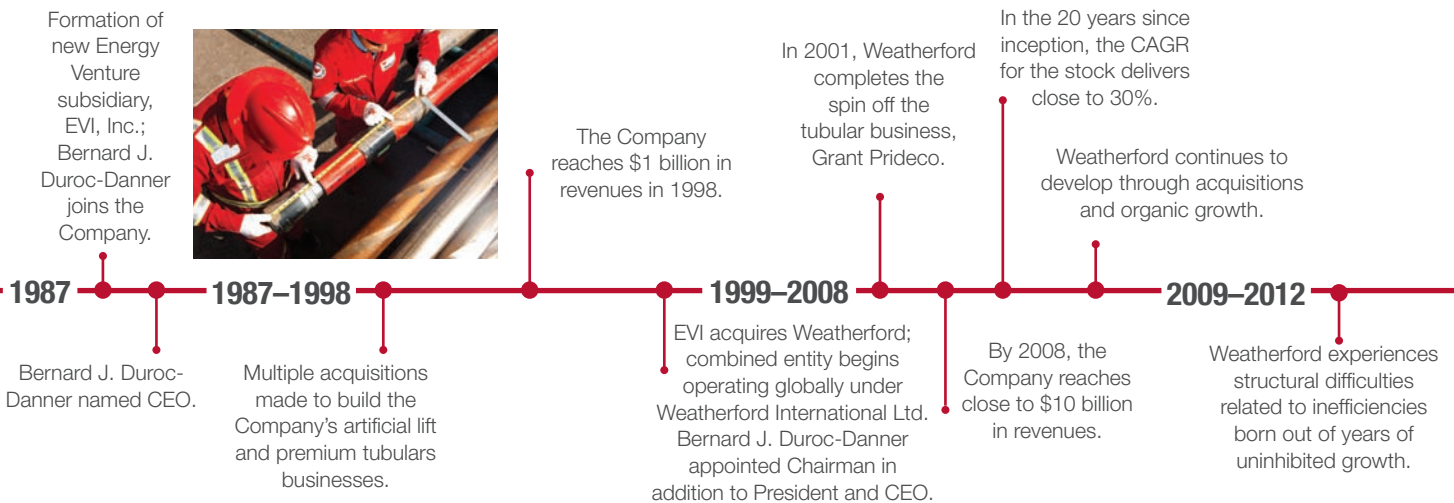 1987
Formation of
new Energy
Venture
subsidiary,
EVI, Inc.;
Bernard J.
Duroc-Danner
joins the
Company.
Bernard J. Duroc-
Danner named CEO.
1987–1998
Multiple acquisitions
made to build the
Company’s artificial lift
and premium tubulars
businesses.
The Company
reaches $1 billion in
revenues in 1998.
EVI acquires Weatherford;
combined entity begins
operating globally under
Weatherford International Ltd.
Bernard J. Duroc-Danner
appointed Chairman in
addition to President and CEO.
1999–2008
In 2001, Weatherford
completes the
spin off the
tubular business,
Grant Prideco.
By 2008, the
Company reaches
close to $10 billion
in revenues.
In the 20 years since
inception, the CAGR
for the stock delivers
close to 30%.
Weatherford continues to
develop through acquisitions
and organic growth.
2009–2012
Weatherford experiences
structural difficulties
related to inefficiencies
born out of years of
uninhibited growth.